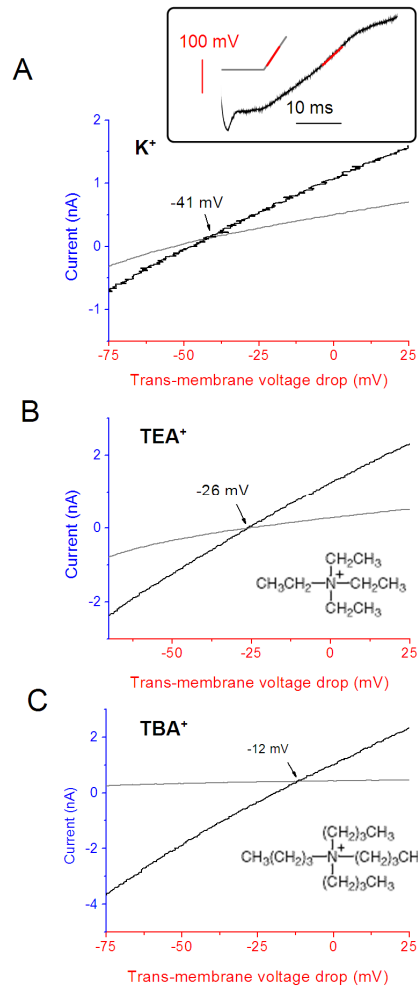 100 mV
A
10 ms
2
K⁺
1
-41 mV
0
-1
Current (nA)
-75
-50
-25
0
25
Trans-membrane voltage drop (mV)
B
TEA⁺
2
-26 mV
0
-2
Current (nA)
CH₂CH₃
+
CH₃CH₂—N—CH₂CH₃
CH₂CH₃
-50
-25
0
25
Trans-membrane voltage drop (mV)
C
TBA⁺
2
-12 mV
0
-2
-4
Current (nA)
(CH₂)₃CH₃
+
CH₃(CH₂)₃—N—(CH₂)₃CH
(CH₂)₃CH₃
-75
-50
-25
0
25
Trans-membrane voltage drop (mV)